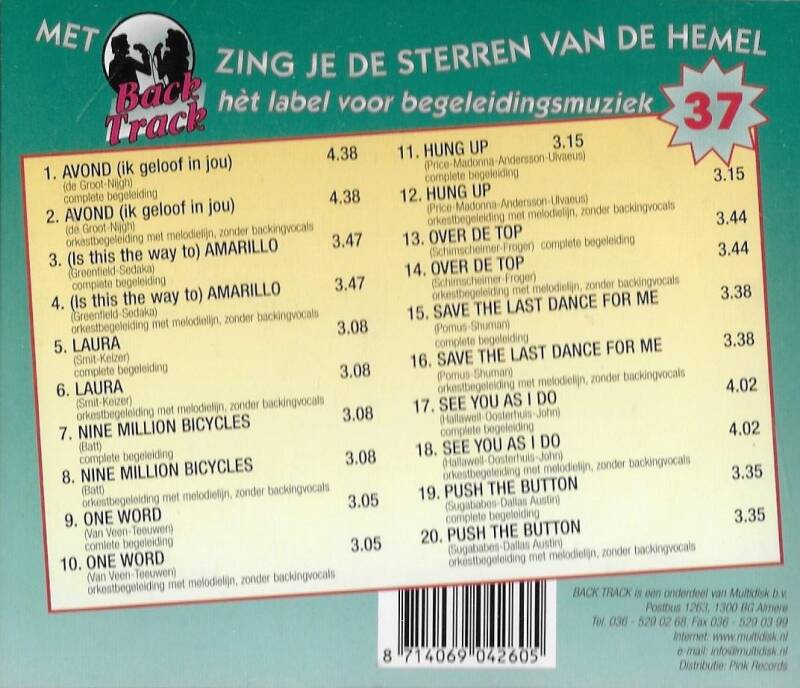 MET
Back
Track
ZING JE DE STERREN VAN DE HEMEL
hèt label voor begeleidingsmuziek
37
1. AVOND (ik geloof in jou) 4.38
(de Groot-Nijgh)
complete begeleiding
2. AVOND (ik geloof in jou) 4.38
(de Groot-Nijgh)
orkestbegeleiding met melodielijn, zonder backingvocals
3. (Is this the way to) AMARILLO 3.47
(Greenfield-Sedaka)
complete begeleiding
4. (Is this the way to) AMARILLO 3.47
(Greenfield-Sedaka)
orkestbegeleiding met melodielijn, zonder backingvocals
5. LAURA 3.08
(Smit-Keizer)
complete begeleiding
6. LAURA 3.08
(Smit-Keizer)
orkestbegeleiding met melodielijn, zonder backingvocals
7. NINE MILLION BICYCLES 3.08
(Batt)
complete begeleiding
8. NINE MILLION BICYCLES 3.08
(Batt)
orkestbegeleiding met melodielijn, zonder backingvocals
9. ONE WORD 3.05
(Van Veen-Teeuwen)
comlete begeleiding
10. ONE WORD 3.05
(Van Veen-Teeuwen)
orkestbegeleiding met melodielijn, zonder backingvocals
11. HUNG UP 3.15
(Price-Madonna-Andersson-Ulvaeus)
complete begeleiding
12. HUNG UP 3.15
(Price-Madonna-Andersson-Ulvaeus)
orkestbegeleiding met melodielijn, zonder backingvocals
13. OVER DE TOP 3.44
(Schimscheimer-Froger) complete begeleiding
14. OVER DE TOP 3.44
(Schimscheimer-Froger)
orkestbegeleiding met melodielijn, zonder backingvocals
15. SAVE THE LAST DANCE FOR ME 3.38
(Pomus-Shuman)
complete begeleiding
16. SAVE THE LAST DANCE FOR ME 3.38
(Pomus-Shuman)
orkestbegeleiding met melodielijn, zonder backingvocals
17. SEE YOU AS I DO 4.02
(Hallawell-Oosterhuis-John)
complete begeleiding
18. SEE YOU AS I DO 4.02
(Hallawell-Oosterhuis-John)
orkestbegeleiding met melodielijn, zonder backingvocals
19. PUSH THE BUTTON 3.35
(Sugababes-Dallas Austin)
complete begeleiding
20. PUSH THE BUTTON 3.35
(Sugababes-Dallas Austin)
orkestbegeleiding met melodielijn, zonder backingvocals
8 714069 042605
BACK TRACK is een onderdeel van Multidisk b.v.
Postbus 1263, 1300 BG Almere
Tel. 036 - 529 02 68, Fax 036 - 529 03 99
Internet: www.multidisk.nl
e-mail: info@multidisk.nl
Distributie: Pink Records